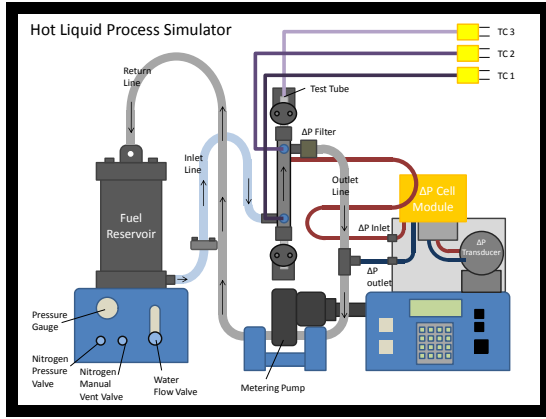 Hot Liquid Process Simulator
TC 3
TC 2
TC 1
Return
Line
Test Tube
ΔP Filter
Inlet
Line
Outlet
Line
ΔP Cell
Module
Fuel
Reservoir
ΔP Inlet
ΔP
Transducer
ΔP
outlet
Pressure
Gauge
Nitrogen
Pressure
Valve
Nitrogen
Manual
Vent Valve
Water
Flow Valve
Metering Pump